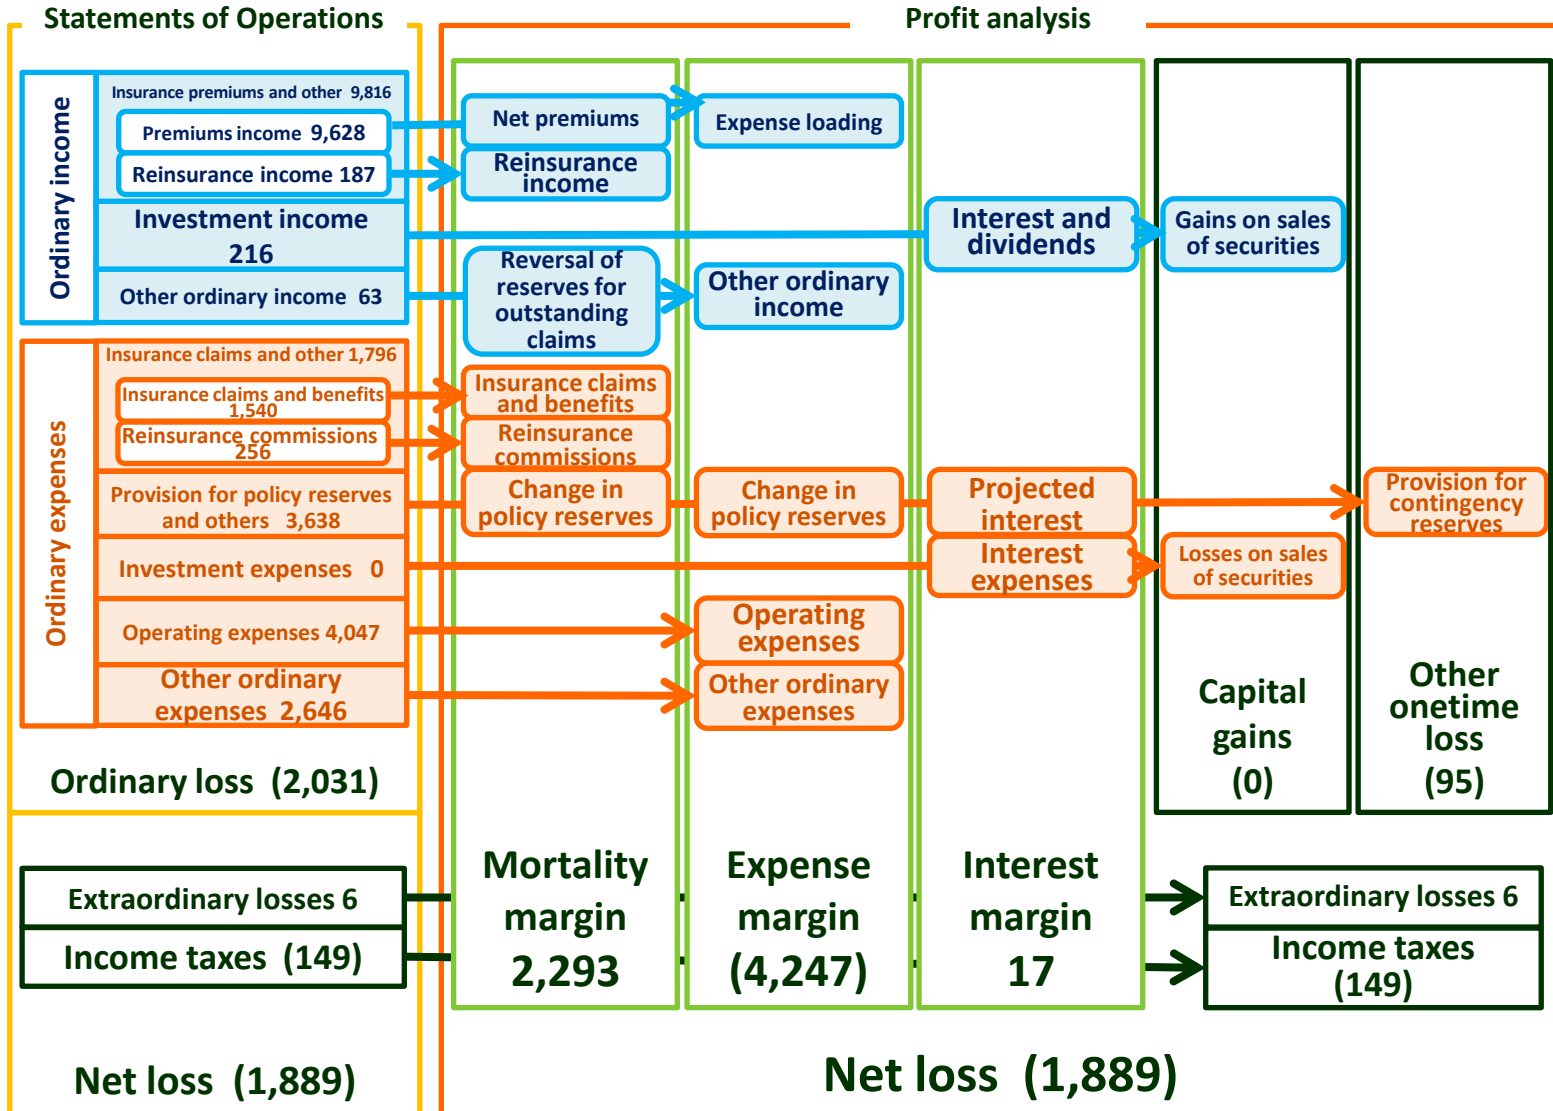 Statements of Operations
Profit analysis
Ordinary income
Insurance premiums and other 9,816
Premiums income 9,628
Reinsurance income 187
Investment income
216
Other ordinary income 63
Net premiums
Expense loading
Reinsurance
income
Interest and
dividends
Gains on sales
of securities
Reversal of
reserves for
outstanding
claims
Other ordinary
income
Ordinary expenses
Insurance claims and other 1,796
Insurance claims and benefits
1,540
Reinsurance commissions
256
Provision for policy reserves
and others 3,638
Investment expenses 0
Operating expenses 4,047
Other ordinary
expenses 2,646
Insurance claims
and benefits
Reinsurance
commissions
Change in
policy reserves
Change in
policy reserves
Projected
interest
Provision for
contingency
reserves
Interest
expenses
Losses on sales
of securities
Operating
expenses
Other ordinary
expenses
Ordinary loss (2,031)
Capital
gains
(0)
Other
onetime
loss
(95)
Mortality
margin
2,293
Expense
margin
(4,247)
Interest
margin
17
Extraordinary losses 6
Income taxes (149)
Extraordinary losses 6
Income taxes
(149)
Net loss (1,889)
Net loss (1,889)